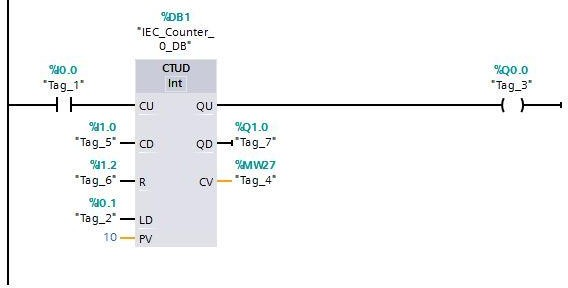 %DB1
"IEC_Counter_
0_DB"
CTUD
Int
%I0.0
"Tag_1"
CU
QU
%Q0.0
"Tag_3"
%I1.0
"Tag_5"
CD
QD
%Q1.0
"Tag_7"
%I1.2
"Tag_6"
R
CV
%MW27
"Tag_4"
%I0.1
"Tag_2"
LD
10
PV